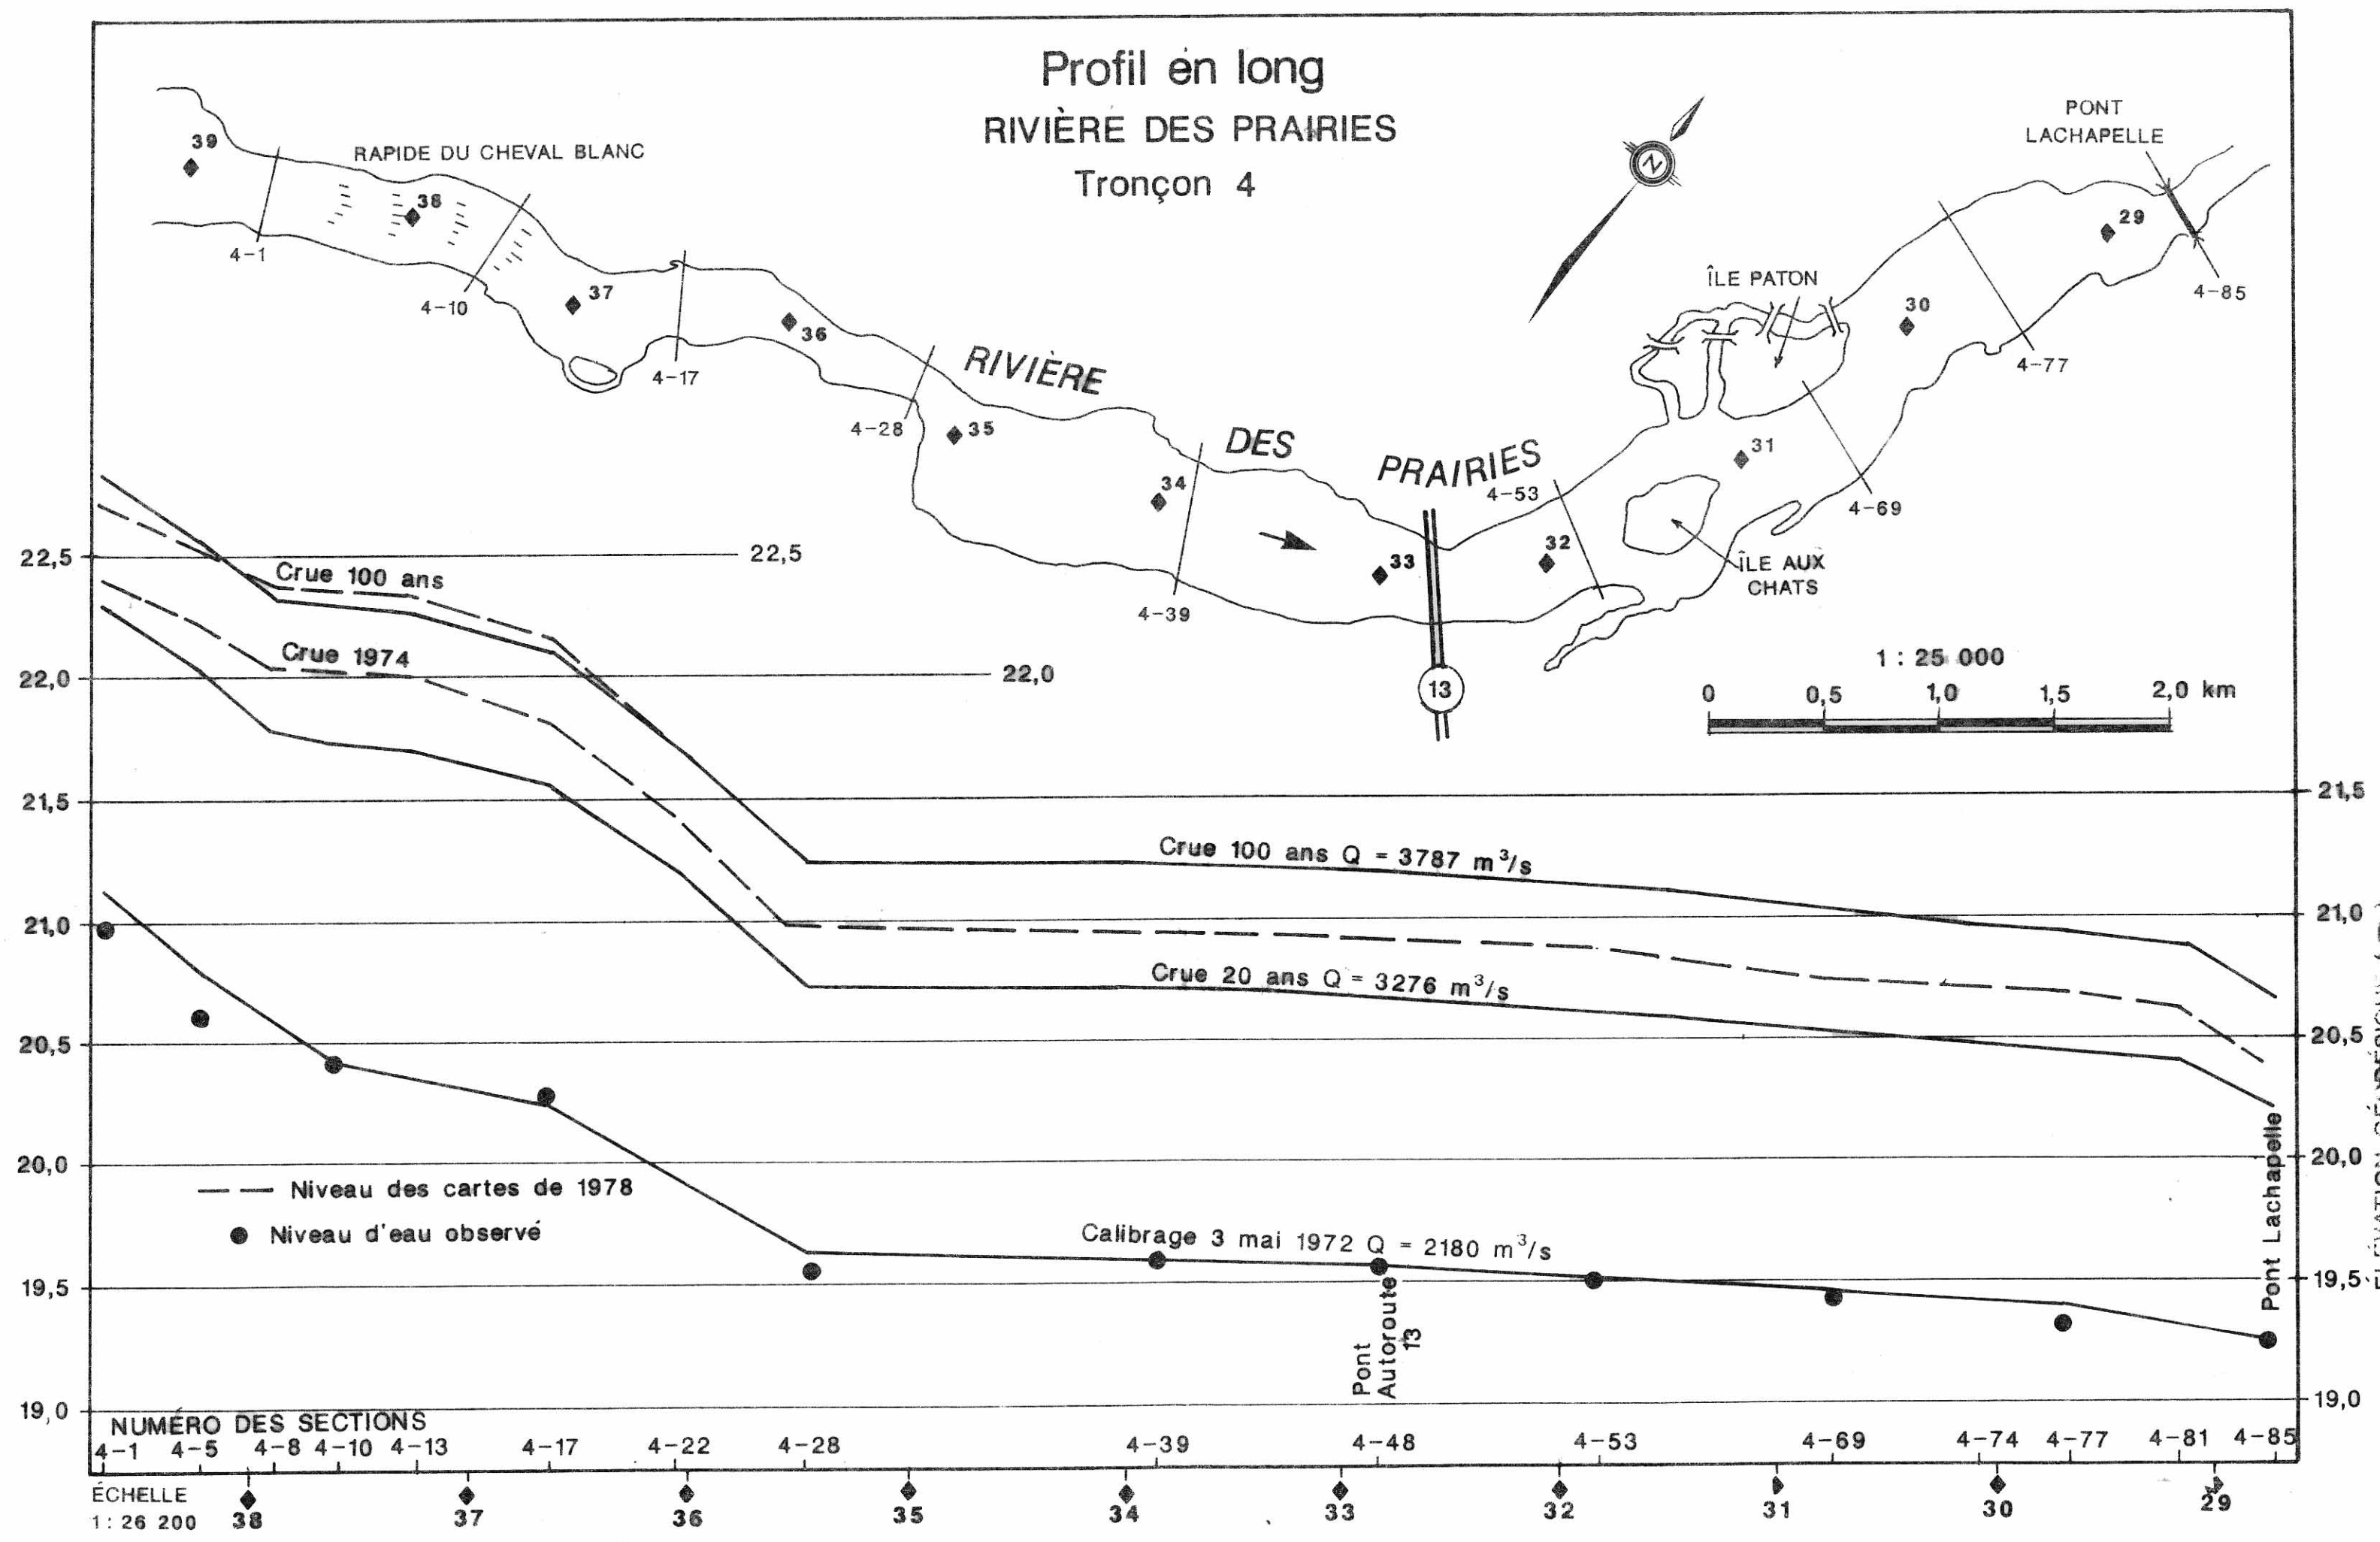 Profil en long
RIVIÈRE DES PRAIRIES
Tronçon 4
PONT
LACHAPELLE
39
RAPIDE DU CHEVAL BLANC
38
N
29
4-1
ÎLE PATON
4-85
37
30
4-10
36
4-77
4-17
RIVIÈRE
4-28
35
DES
31
PRAIRIES
34
4-53
4-69
32
33
ÎLE AUX
CHATS
4-39
13
1 : 25 000
0 0,5 1,0 1,5 2,0 km
22,5
22,5
Crue 100 ans
Crue 1974
22,0
22,0
21,5
21,5
Crue 100 ans Q = 3787 m³/s
21,0
21,0
Crue 20 ans Q = 3276 m³/s
20,5
20,5
20,0
20,0
Niveau des cartes de 1978
Niveau d'eau observé
Calibrage 3 mai 1972 Q = 2180 m³/s
19,5
19,5
Pont
Autoroute
13
Pont Lachapelle
19,0
19,0
NUMÉRO DES SECTIONS
4-1 4-5 4-8 4-10 4-13 4-17 4-22 4-28 4-39 4-48 4-53 4-69 4-74 4-77 4-81 4-85
ÉCHELLE
1 : 26 200
38 37 36 35 34 33 32 31 30 29